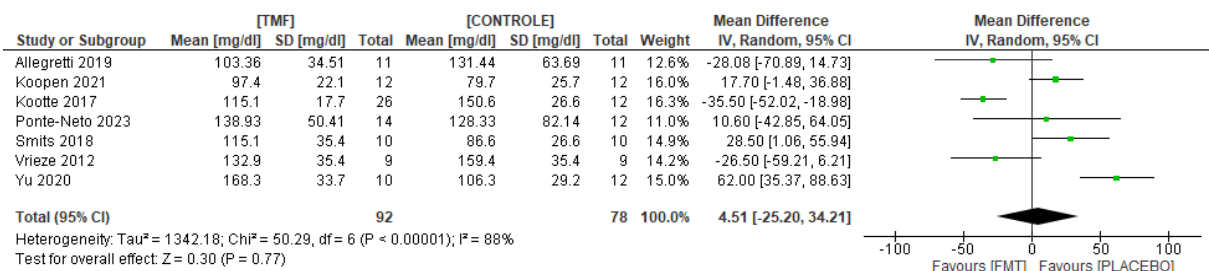 [TMF] [CONTROLE] Mean Difference Mean Difference
Study or Subgroup Mean [mg/dl] SD [mg/dl] Total Mean [mg/dl] SD [mg/dl] Total Weight IV, Random, 95% CI IV, Random, 95% CI
Allegretti 2019 103.36 34.51 11 131.44 63.69 11 12.6% -28.08 [-70.89, 14.73]
Koopen 2021 97.4 22.1 12 79.7 25.7 12 16.0% 17.70 [-1.48, 36.88]
Kootte 2017 115.1 17.7 26 150.6 26.6 12 16.3% -35.50 [-52.02, -18.98]
Ponte-Neto 2023 138.93 50.41 14 128.33 82.14 12 11.0% 10.60 [-42.85, 64.05]
Smits 2018 115.1 35.4 10 86.6 26.6 10 14.9% 28.50 [1.06, 55.94]
Vrieze 2012 132.9 35.4 9 159.4 35.4 9 14.2% -26.50 [-59.21, 6.21]
Yu 2020 168.3 33.7 10 106.3 29.2 12 15.0% 62.00 [35.37, 88.63]
Total (95% CI) 92 78 100.0% 4.51 [-25.20, 34.21]
Heterogeneity: Tau² = 1342.18; Chi² = 50.29, df = 6 (P < 0.00001); I² = 88%
Test for overall effect: Z = 0.30 (P = 0.77)
-100 -50 0 50 100
Favours [FMT] Favours [PLACEBO]